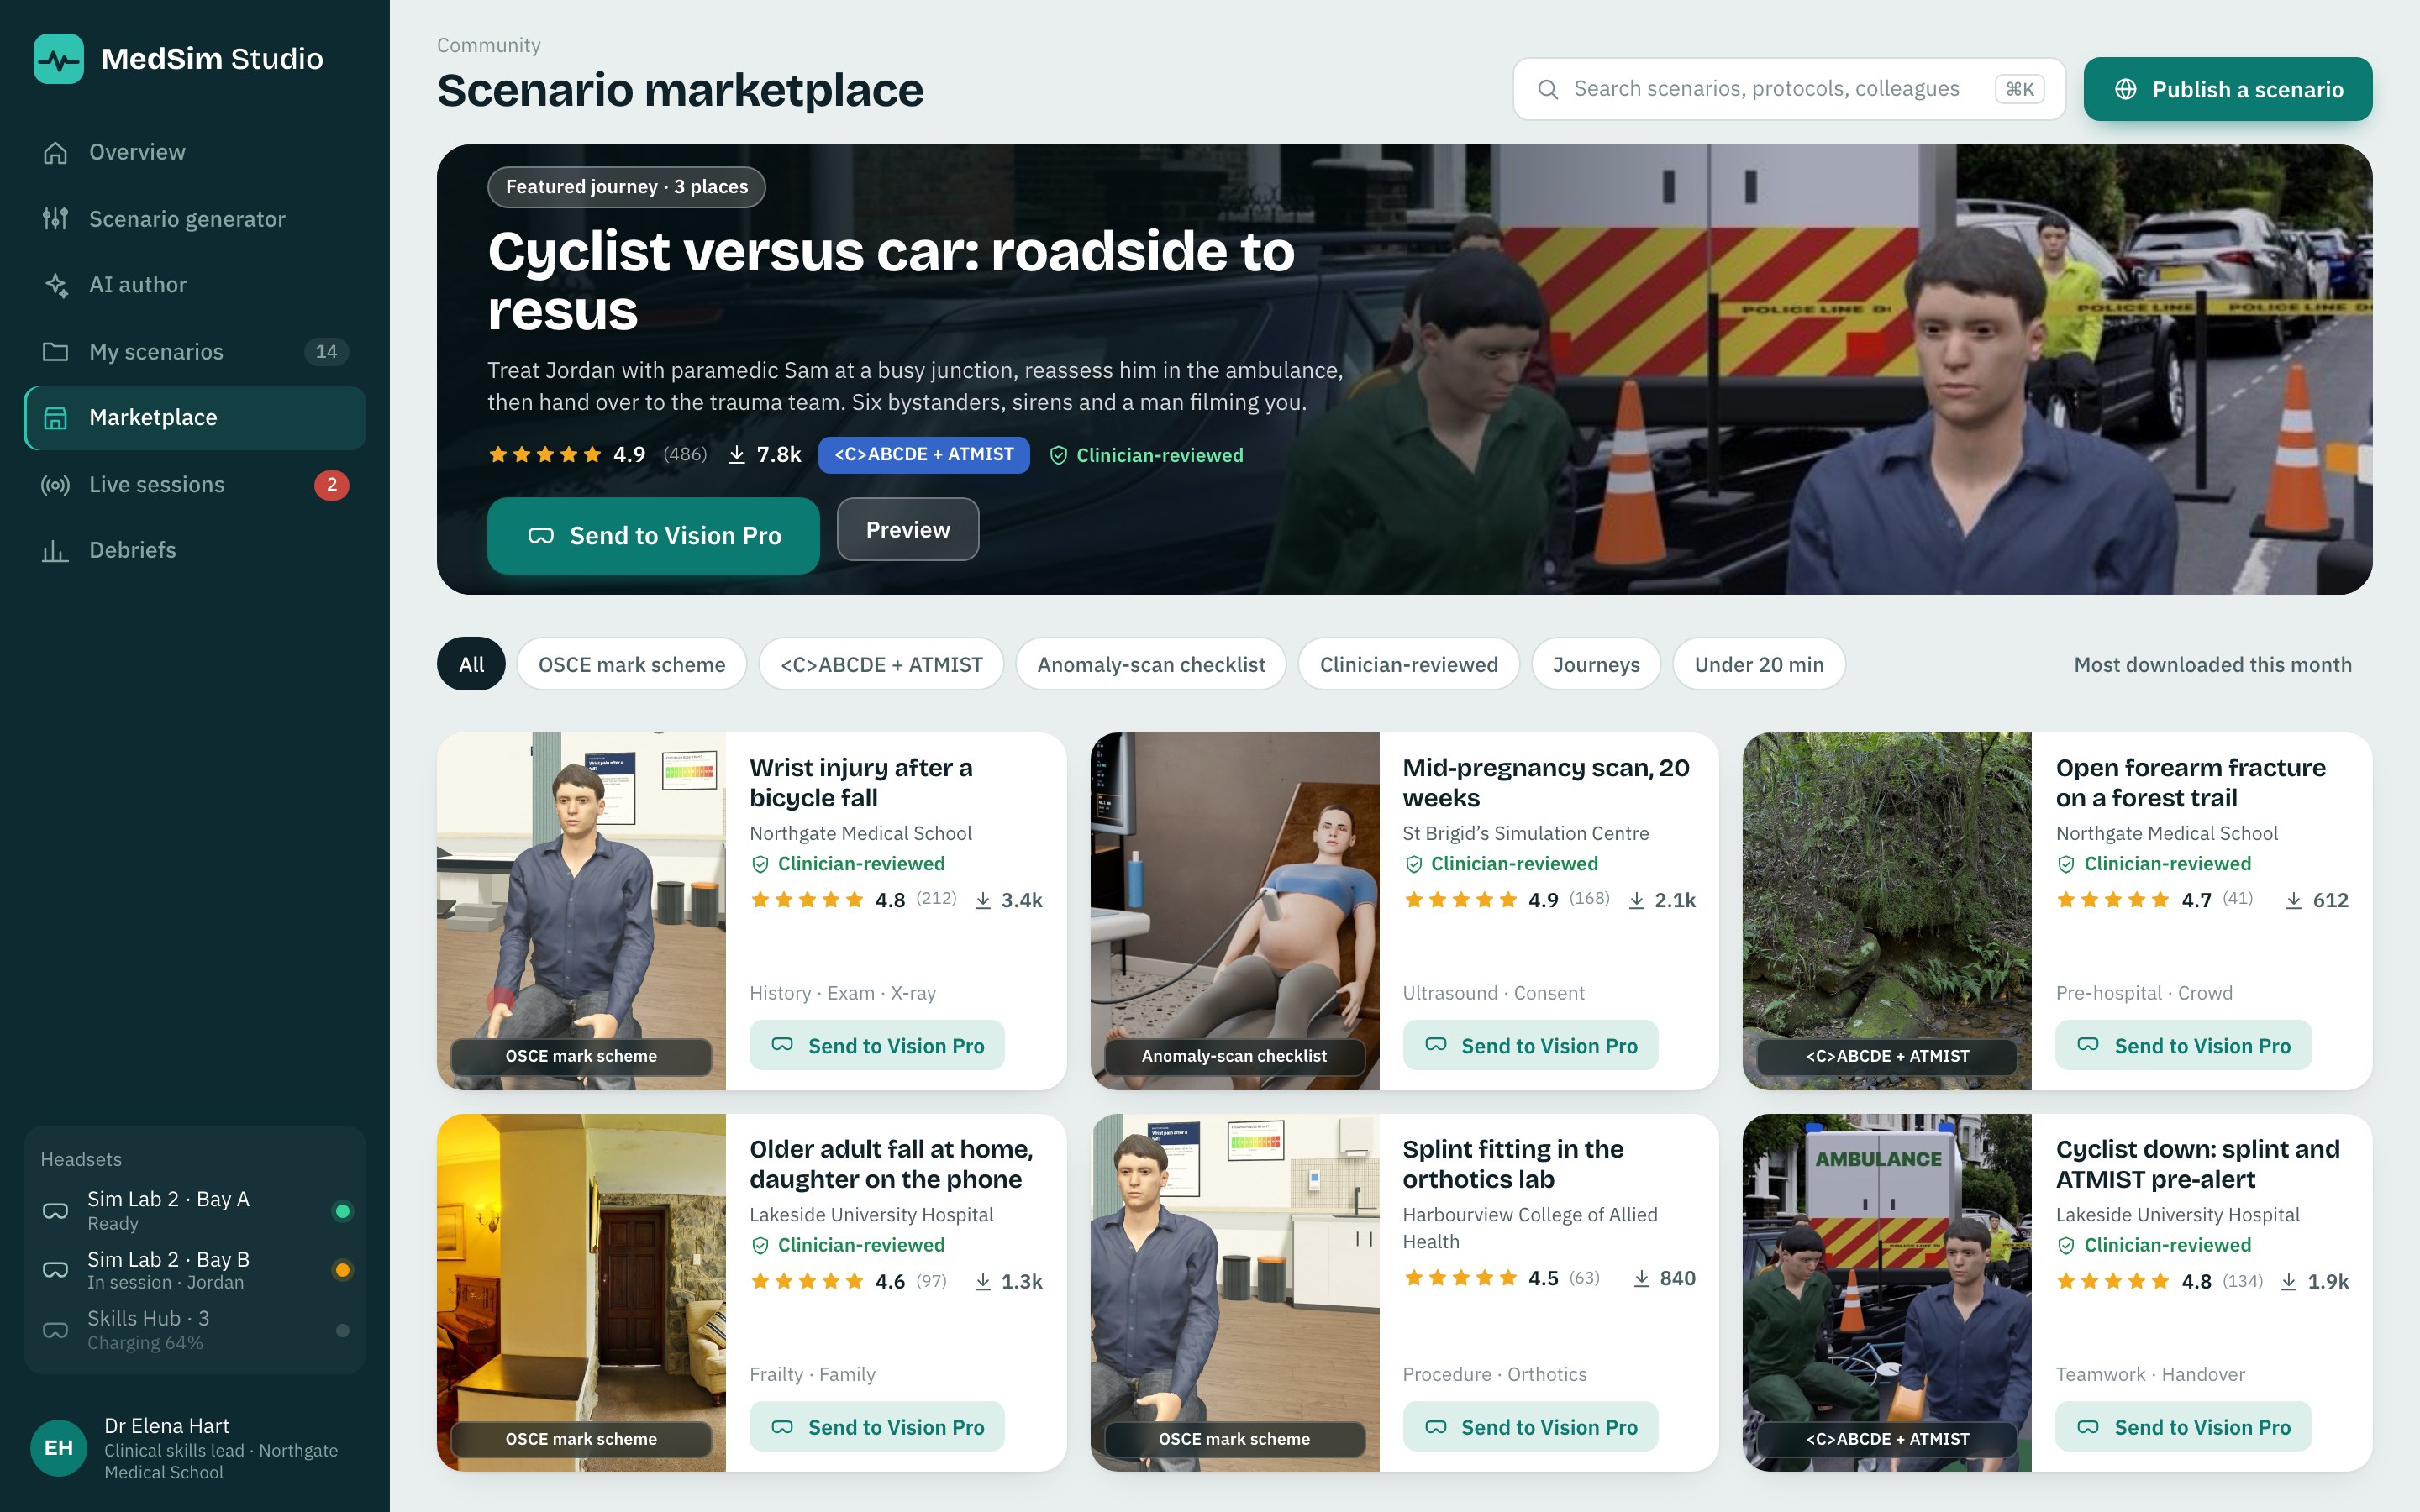 MedSim Studio
Overview
Scenario generator
AI author
My scenarios 14
Marketplace
Live sessions 2
Debriefs
Headsets
Sim Lab 2 · Bay A
Ready
Sim Lab 2 · Bay B
In session · Jordan
Skills Hub · 3
Charging 64%
EH
Dr Elena Hart
Clinical skills lead · Northgate
Medical School
Community
Scenario marketplace
Search scenarios, protocols, colleagues ⌘K
Publish a scenario
Featured journey · 3 places
Cyclist versus car: roadside to
resus
Treat Jordan with paramedic Sam at a busy junction, reassess him in the ambulance,
then hand over to the trauma team. Six bystanders, sirens and a man filming you.
4.9 (486) 7.8k <C>ABCDE + ATMIST Clinician-reviewed
Send to Vision Pro
Preview
POLICE LINE
POLICE LINE
POLICE LINE
All
OSCE mark scheme
<C>ABCDE + ATMIST
Anomaly-scan checklist
Clinician-reviewed
Journeys
Under 20 min
Most downloaded this month
Wrist pain after a
OSCE mark scheme
Wrist injury after a
bicycle fall
Northgate Medical School
Clinician-reviewed
4.8 (212) 3.4k
History · Exam · X-ray
Send to Vision Pro
Anomaly-scan checklist
Mid-pregnancy scan, 20
weeks
St Brigid’s Simulation Centre
Clinician-reviewed
4.9 (168) 2.1k
Ultrasound · Consent
Send to Vision Pro
<C>ABCDE + ATMIST
Open forearm fracture
on a forest trail
Northgate Medical School
Clinician-reviewed
4.7 (41) 612
Pre-hospital · Crowd
Send to Vision Pro
OSCE mark scheme
Older adult fall at home,
daughter on the phone
Lakeside University Hospital
Clinician-reviewed
4.6 (97) 1.3k
Frailty · Family
Send to Vision Pro
Wrist pain after a
OSCE mark scheme
Splint fitting in the
orthotics lab
Harbourview College of Allied
Health
4.5 (63) 840
Procedure · Orthotics
Send to Vision Pro
AMBULANCE
<C>ABCDE + ATMIST
Cyclist down: splint and
ATMIST pre-alert
Lakeside University Hospital
Clinician-reviewed
4.8 (134) 1.9k
Teamwork · Handover
Send to Vision Pro